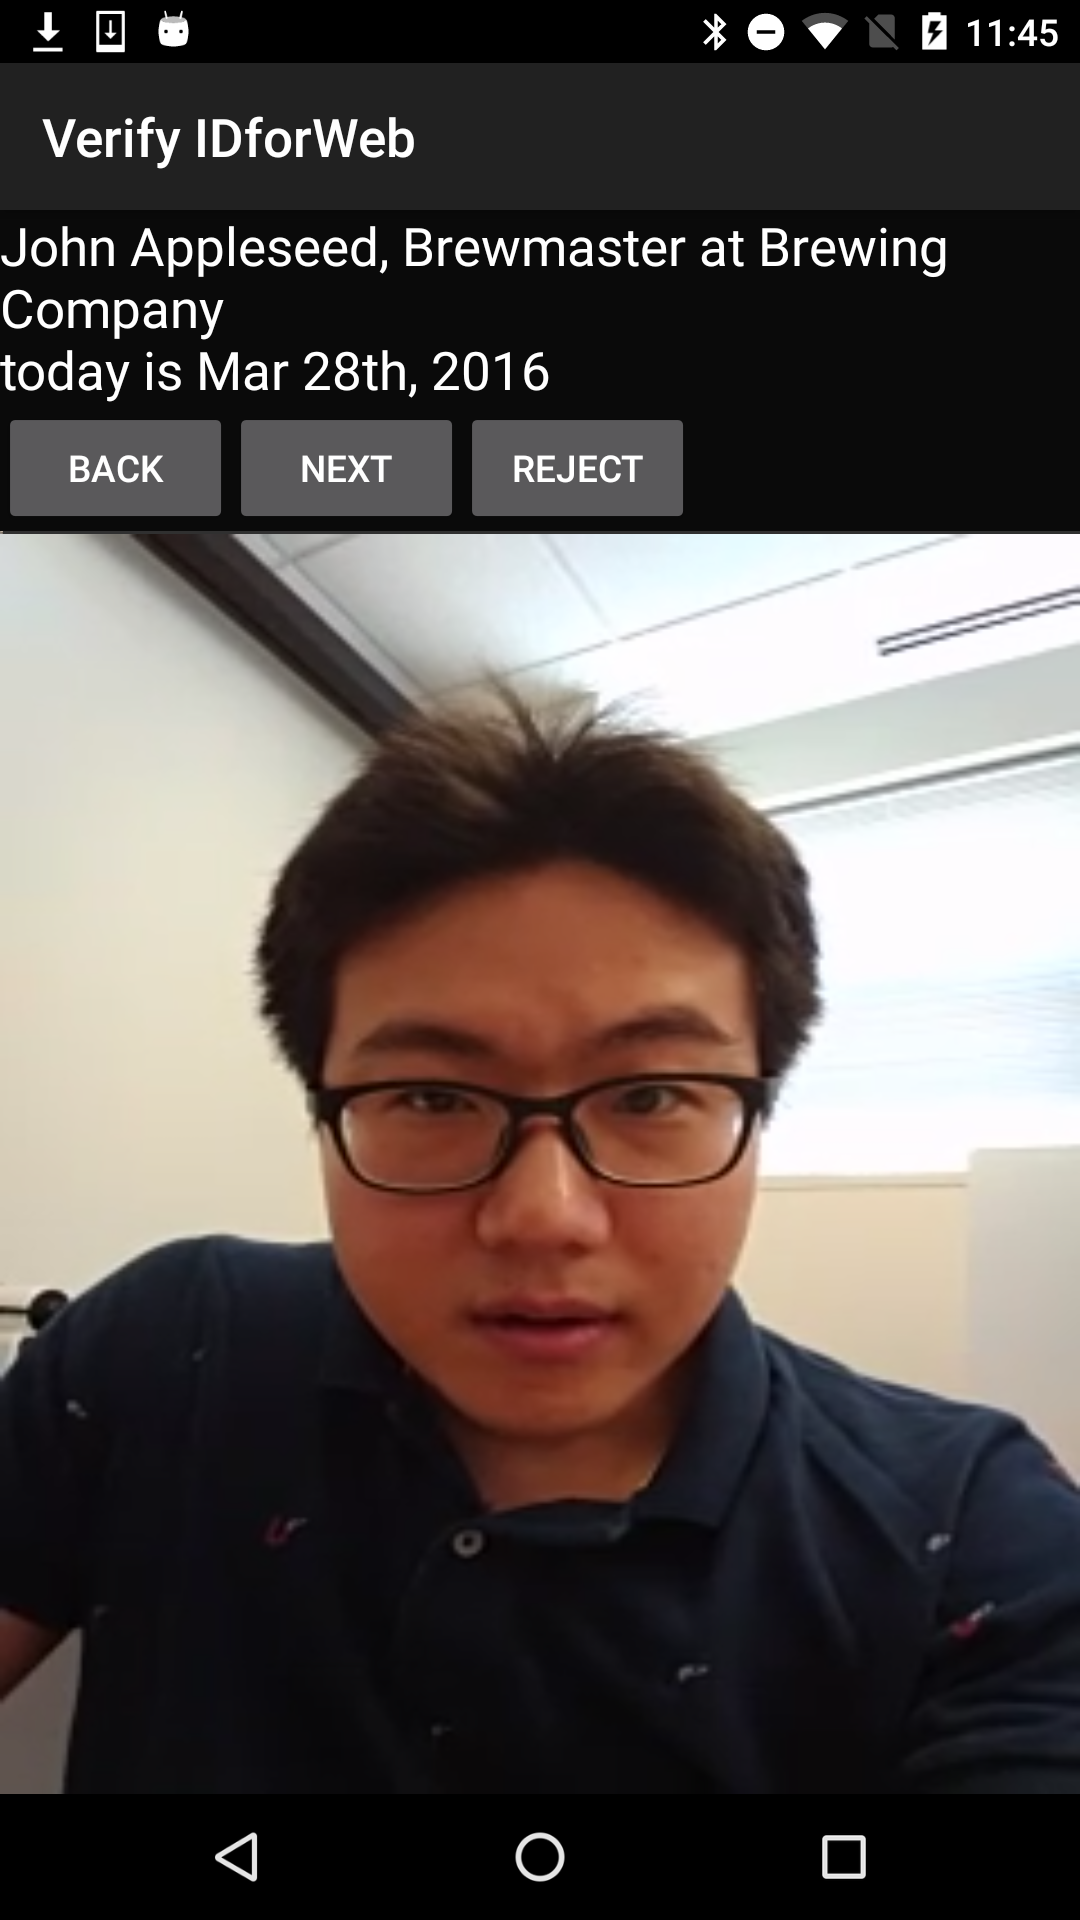 11:45
Verify IDforWeb
John Appleseed, Brewmaster at Brewing
Company
today is Mar 28th, 2016
BACK NEXT REJECT